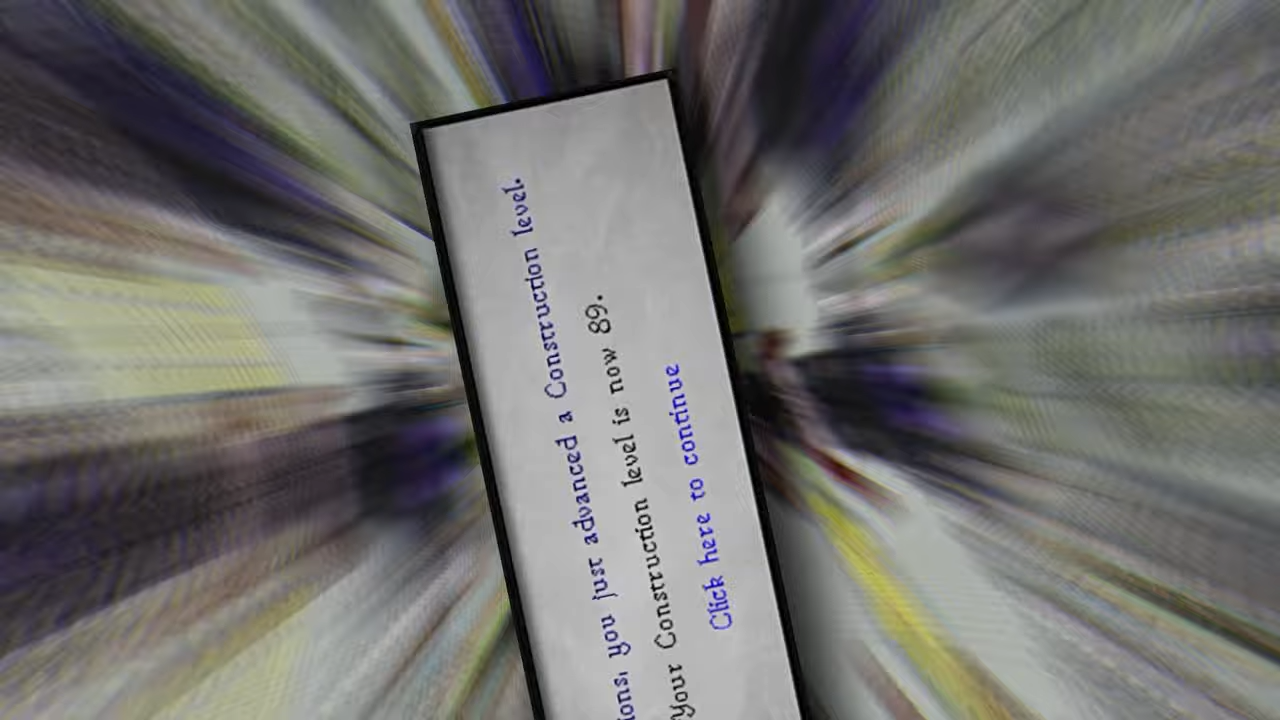 ions, you just advanced a Construction level.
your Construction level is now 89.
Click here to continue